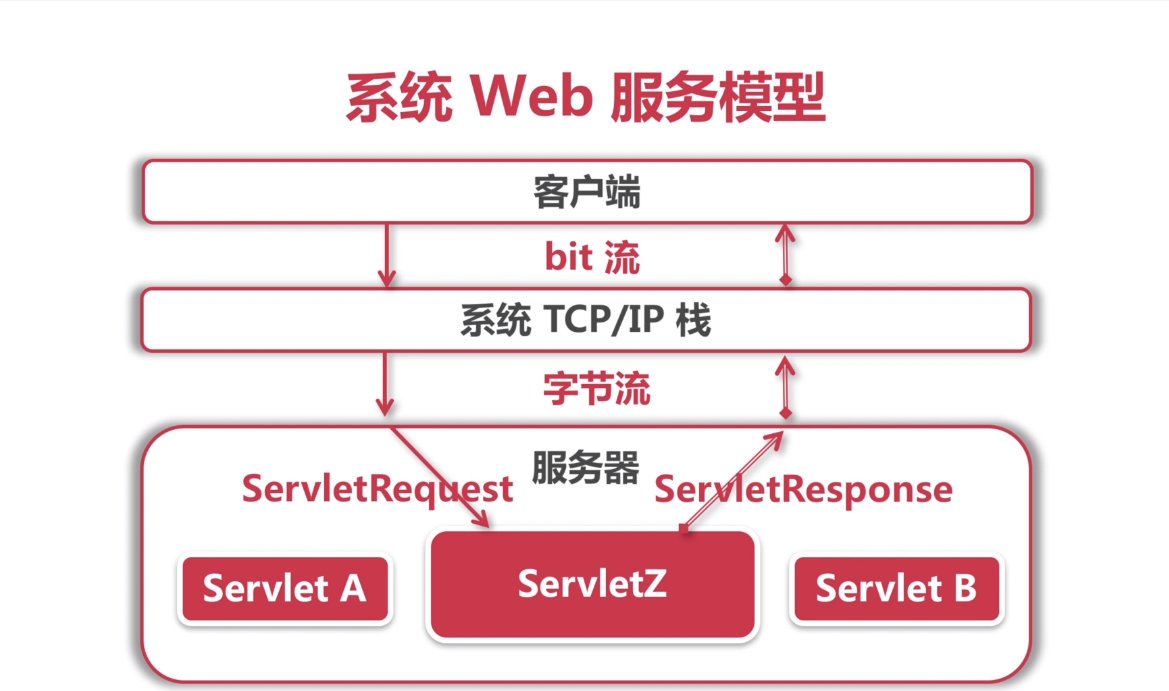 系统 Web 服务模型
客户端
bit 流
系统 TCP/IP 栈
字节流
服务器
ServletRequest
ServletResponse
Servlet A
ServletZ
Servlet B